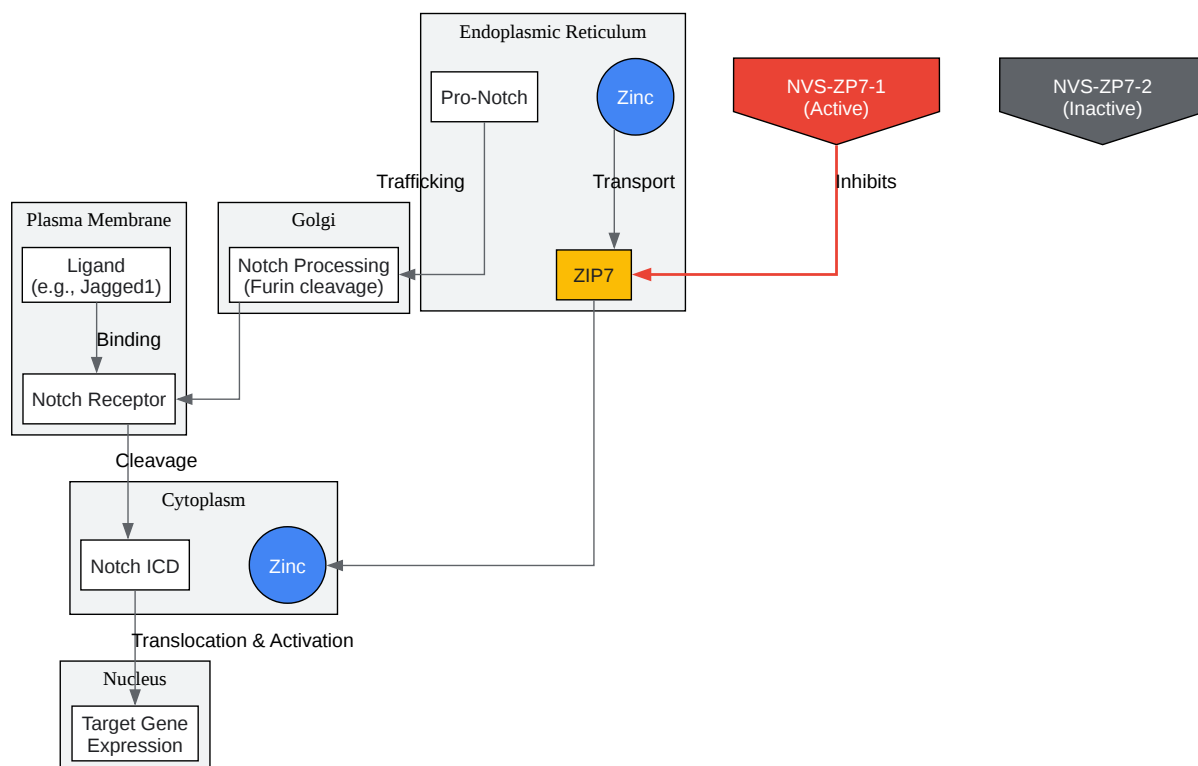 Endoplasmic Reticulum
Pro-Notch
Zinc
NVS-ZP7-1
(Active)
NVS-ZP7-2
(Inactive)
Trafficking
Transport
Inhibits
Plasma Membrane
Golgi
Ligand
(e.g., Jagged1)
Notch Processing
(Furin cleavage)
ZIP7
Binding
Notch Receptor
Cleavage
Cytoplasm
Notch ICD
Zinc
Translocation & Activation
Nucleus
Target Gene
Expression